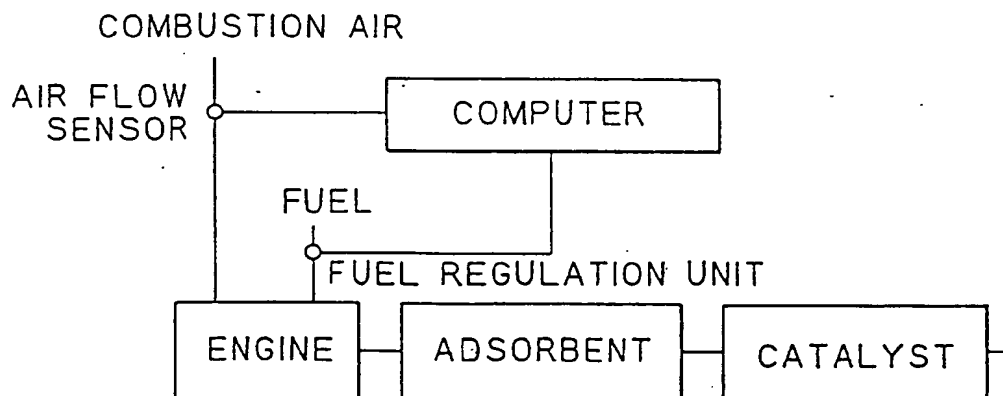 COMBUSTION AIR
AIR FLOW
SENSOR
COMPUTER
FUEL
FUEL REGULATION UNIT
ENGINE
ADSORBENT
CATALYST